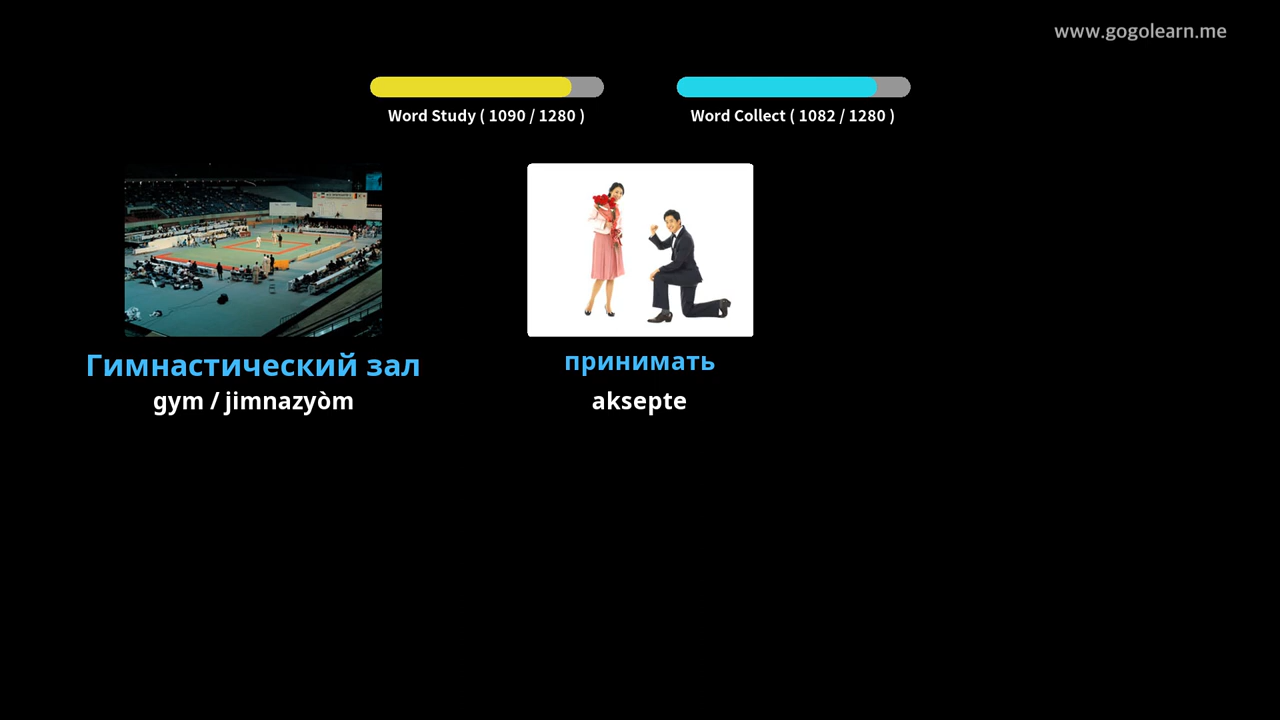 www.gogolearn.me
Word Study ( 1090 / 1280 )
Word Collect ( 1082 / 1280 )
Гимнастический зал
gym / jimnazyòm
принимать
aksepte